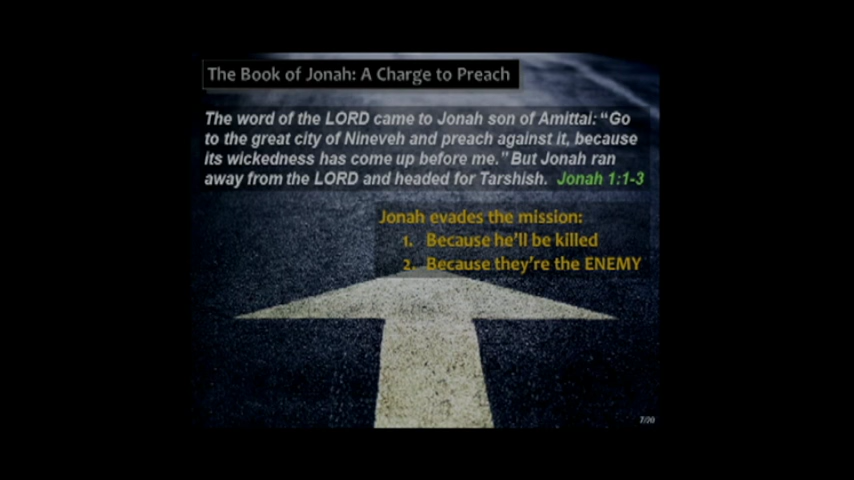 The Book of Jonah: A Charge to Preach
The word of the LORD came to Jonah son of Amittai: “Go
to the great city of Nineveh and preach against it, because
its wickedness has come up before me.” But Jonah ran
away from the LORD and headed for Tarshish. Jonah 1:1-3
Jonah evades the mission:
1. Because he’ll be killed
2. Because they’re the ENEMY
7/20